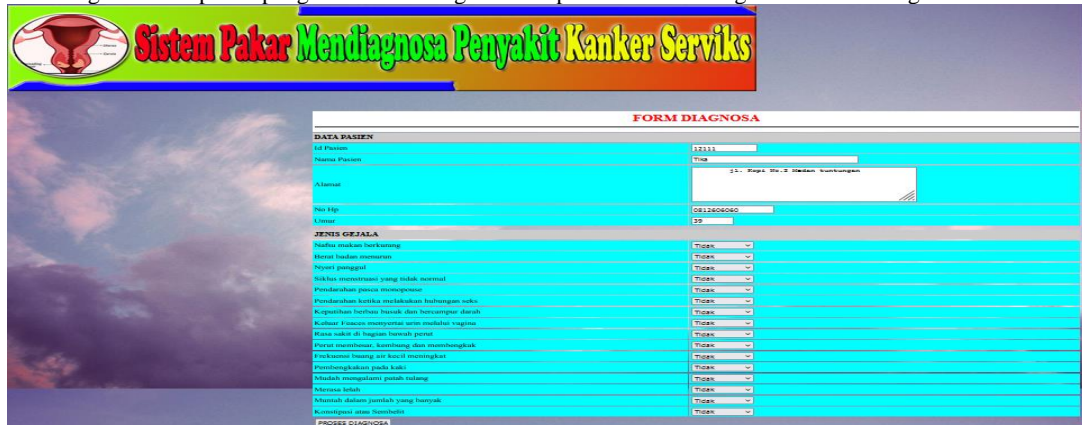 Sistem Pakar Mendiagnosa Penyakit Kanker Serviks
FORM DIAGNOSA
DATA PASIEN
Id Pasien 12111
Nama Pasien Tika
Alamat jl. Kopi No.2 Medan tuntungan
No Hp 0812606060
Umur 39
JENIS GEJALA
Nafsu makan berkurang Tidak
Berat badan menurun Tidak
Nyeri panggul Tidak
Siklus menstruasi yang tidak normal Tidak
Pendarahan pasca monopouse Tidak
Pendarahan ketika melakukan hubungan seks Tidak
Keputihan berbau busuk dan bercampur darah Tidak
Keluar Feaces menyertai urin melalui vagina Tidak
Rasa sakit di bagian bawah perut Tidak
Perut membesar, kembung dan membengkak Tidak
Frekuensi buang air kecil meningkat Tidak
Pembengkakan pada kaki Tidak
Mudah mengalami patah tulang Tidak
Merasa lelah Tidak
Muntah dalam jumlah yang banyak Tidak
Konstipasi atau Sembelit Tidak
PROSES DIAGNOSA